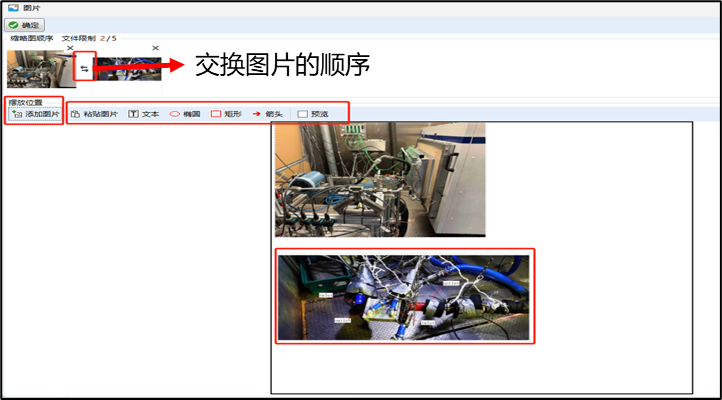 图片
确定
缩略图顺序 文件限制 2/5
交换图片的顺序
摆放位置
添加图片 粘贴图片 文本 椭圆 矩形 箭头 预览